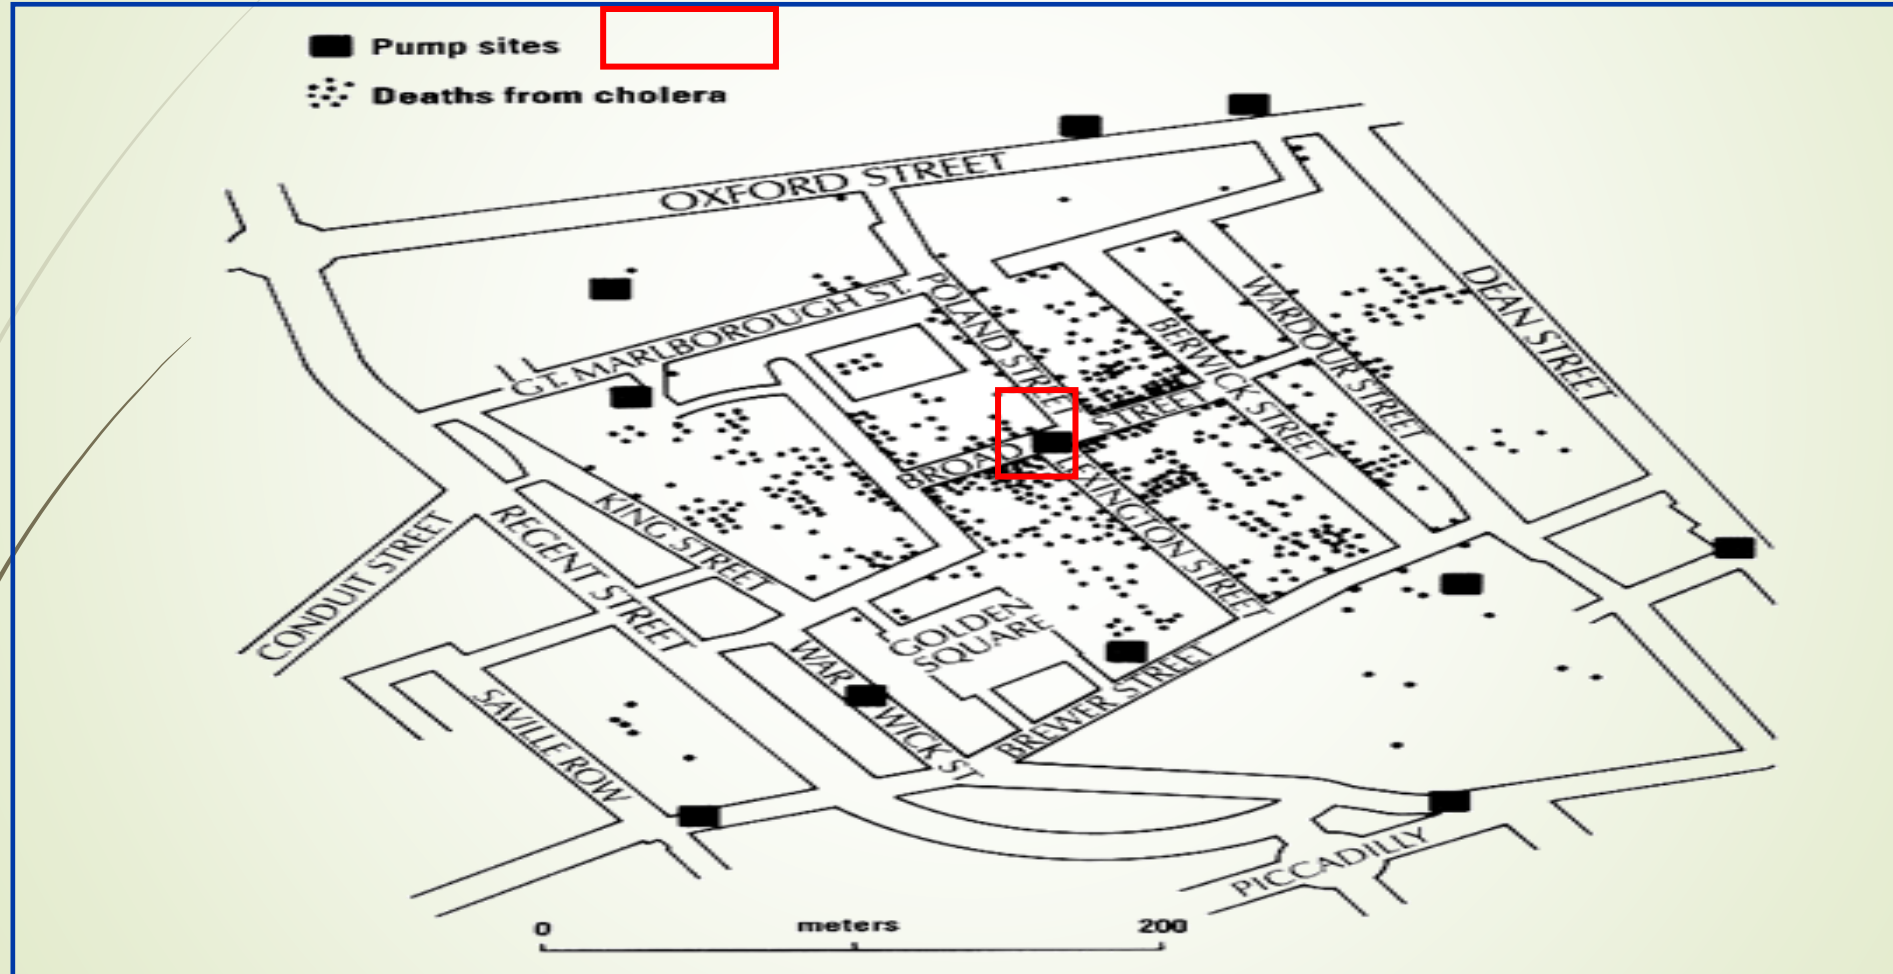 Pump sites
Deaths from cholera
OXFORD STREET
GT. MARLBOROUGH ST.
POLAND STREET
BERWICK STREET
WARDOUR STREET
DEAN STREET
BROAD STREET
LEXINGTON STREET
KING STREET
REGENT STREET
CONDUIT STREET
GOLDEN
SQUARE
WARWICK ST
BREWER STREET
SAVILLE ROW
PICCADILLY
0 meters 200